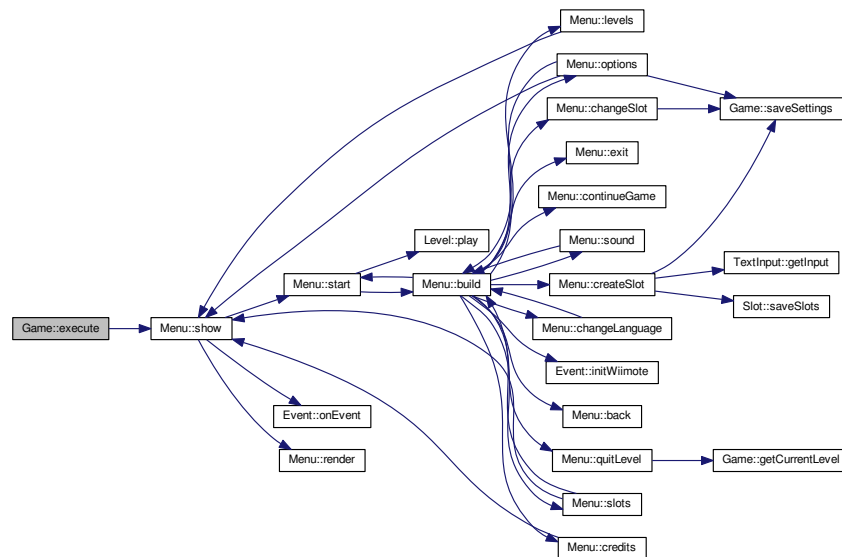 Menu::levels
Menu::options
Menu::changeSlot
Game::saveSettings
Menu::exit
Menu::continueGame
Level::play
Menu::sound
TextInput::getInput
Menu::start
Menu::build
Menu::createSlot
Slot::saveSlots
Game::execute
Menu::show
Menu::changeLanguage
Event::initWiimote
Event::onEvent
Menu::back
Menu::render
Menu::quitLevel
Game::getCurrentLevel
Menu::slots
Menu::credits